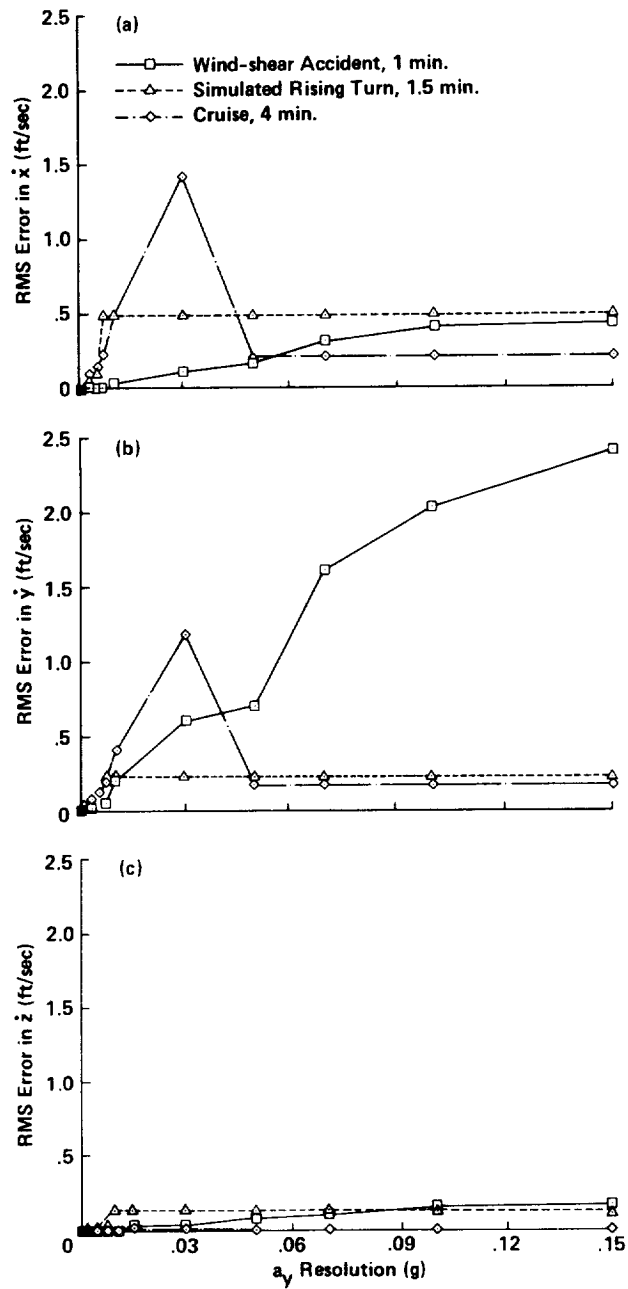 2.5
(a)
Wind-shear Accident, 1 min.
2.0
Simulated Rising Turn, 1.5 min.
Cruise, 4 min.
1.5
1.0
.5
0
RMS Error in ẋ (ft/sec)
2.5
(b)
2.0
1.5
1.0
.5
0
RMS Error in ẏ (ft/sec)
2.5
(c)
2.0
1.5
1.0
.5
0
RMS Error in ż (ft/sec)
.03
.06
.09
.12
.15
ay Resolution (g)